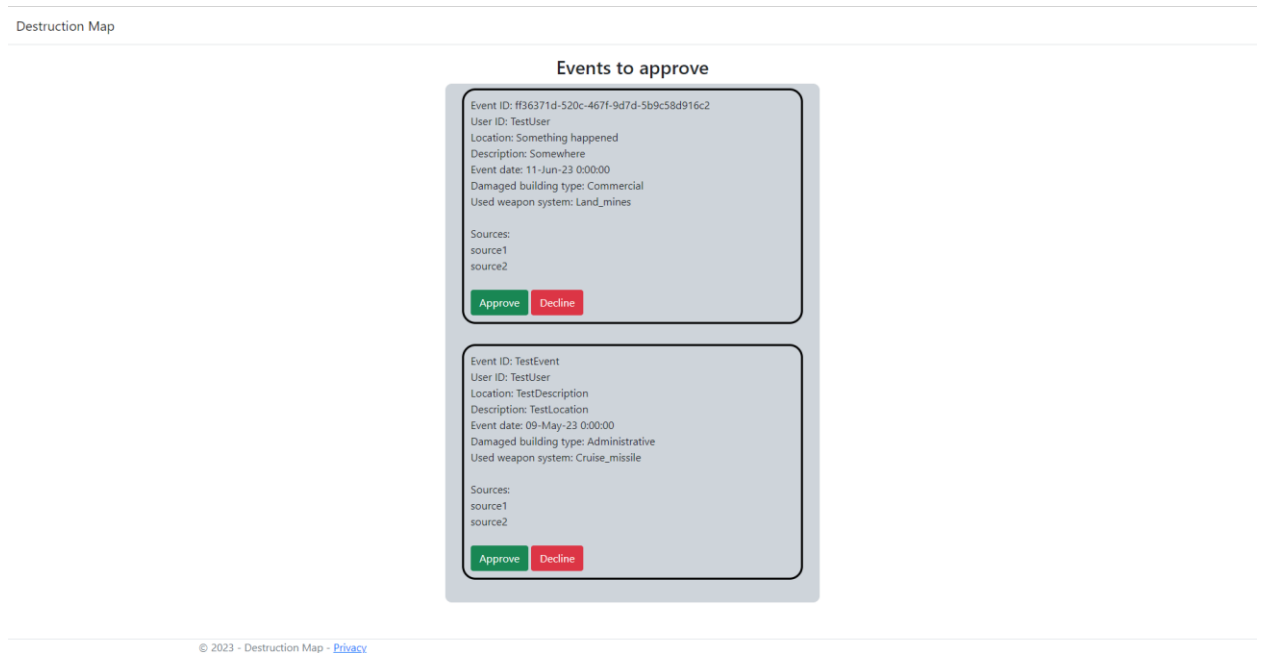 Destruction Map
Events to approve
Event ID: ff36371d-520c-467f-9d7d-5b9c58d916c2
User ID: TestUser
Location: Something happened
Description: Somewhere
Event date: 11-Jun-23 0:00:00
Damaged building type: Commercial
Used weapon system: Land_mines
Sources:
source1
source2
Approve Decline
Event ID: TestEvent
User ID: TestUser
Location: TestDescription
Description: TestLocation
Event date: 09-May-23 0:00:00
Damaged building type: Administrative
Used weapon system: Cruise_missile
Sources:
source1
source2
Approve Decline
© 2023 - Destruction Map - Privacy